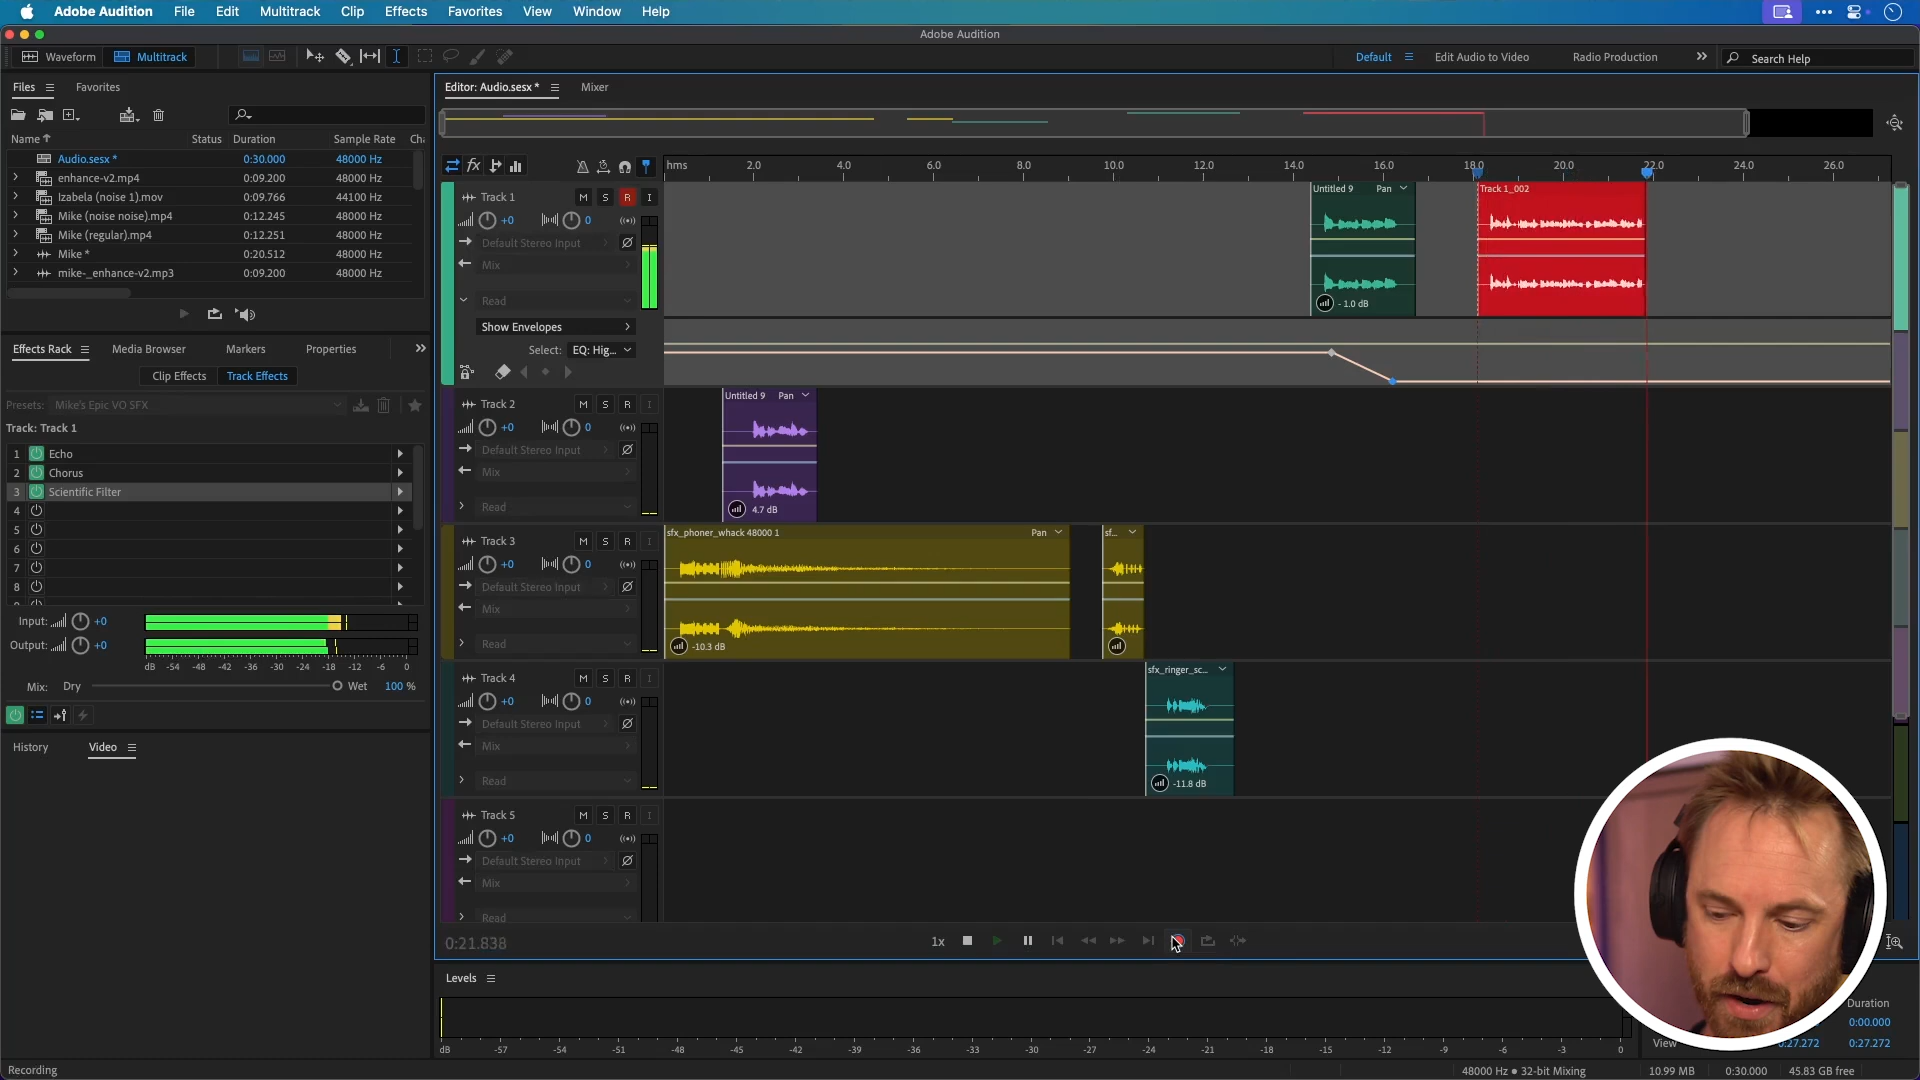 Adobe Audition File Edit Multitrack Clip Effects Favorites View Window Help
Adobe Audition
Waveform Multitrack Default Edit Audio to Video Radio Production Search Help
Files Favorites
Name Status Duration Sample Rate
Audio.sesx * 0:30.000 48000 Hz
enhance-v2.mp4 0:09.200 48000 Hz
Izabela (noise 1).mov 0:09.766 44100 Hz
Mike (noise noise).mp4 0:12.245 48000 Hz
Mike (regular).mp4 0:12.251 48000 Hz
Mike * 0:20.512 48000 Hz
mike-_enhance-v2.mp3 0:09.200 48000 Hz
Effects Rack Media Browser Markers Properties
Clip Effects Track Effects
Presets: Mike's Epic VO SFX
Track: Track 1
1 Echo
2 Chorus
3 Scientific Filter
4
5
6
7
8
Input: +0
Output: +0
dB -54 -48 -42 -36 -30 -24 -18 -12 -6 0
Mix: Dry Wet 100 %
History Video
Editor: Audio.sesx * Mixer
fx hms 2.0 4.0 6.0 8.0 10.0 12.0 14.0 16.0 18.0 20.0 22.0 24.0 26.0
Track 1 M S R I
+0 0
Default Stereo Input
Mix
Read
Show Envelopes
Select: EQ: Hig...
Untitled 9 Pan
- 1.0 dB
Track 1_002
Track 2 M S R I
+0 0
Default Stereo Input
Mix
Read
Untitled 9 Pan
4.7 dB
Track 3 M S R I
+0 0
Default Stereo Input
Mix
Read
sfx_phoner_whack 48000 1 Pan
-10.3 dB
sf...
Track 4 M S R I
+0 0
Default Stereo Input
Mix
Read
sfx_ringer_sc...
-11.8 dB
Track 5 M S R I
+0 0
Default Stereo Input
Mix
Read
0:21.838 1x
Levels
dB -57 -54 -51 -48 -45 -42 -39 -36 -33 -30 -27 -24 -21 -18 -15 -12 -9 -6 -3 0
Duration
0:00.000
View 0:27.272
Recording 48000 Hz ● 32-bit Mixing 10.99 MB 0:30.000 45.83 GB free